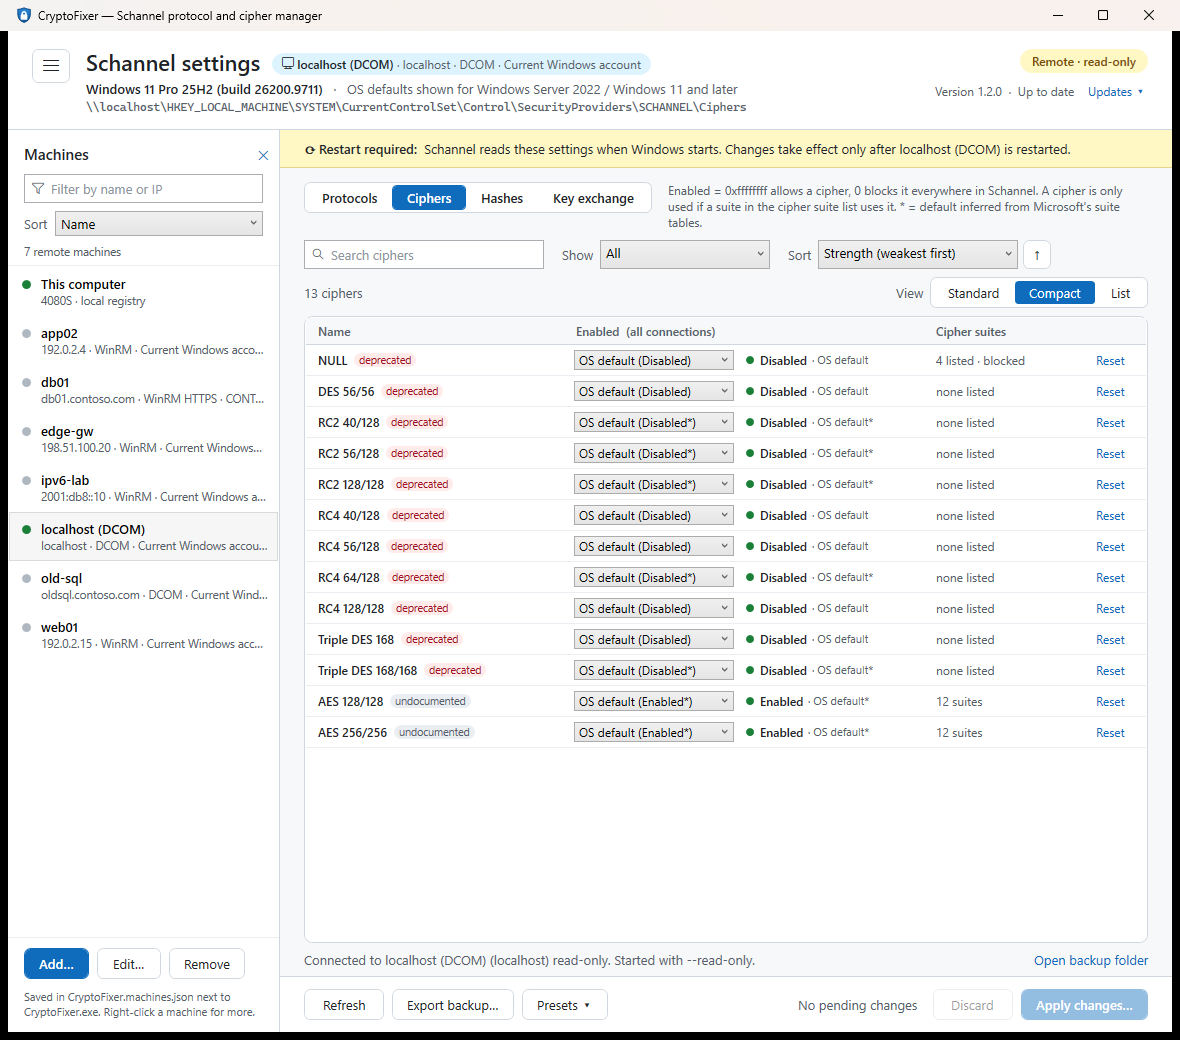 CryptoFixer — Schannel protocol and cipher manager
Schannel settings
localhost (DCOM) · localhost · DCOM · Current Windows account
Remote · read-only
Windows 11 Pro 25H2 (build 26200.9711) · OS defaults shown for Windows Server 2022 / Windows 11 and later
Version 1.2.0 · Up to date Updates
\\localhost\HKEY_LOCAL_MACHINE\SYSTEM\CurrentControlSet\Control\SecurityProviders\SCHANNEL\Ciphers
Machines
Filter by name or IP
Sort Name
7 remote machines
This computer
4080S · local registry
app02
192.0.2.4 · WinRM · Current Windows acco...
db01
db01.contoso.com · WinRM HTTPS · CONT...
edge-gw
198.51.100.20 · WinRM · Current Windows...
ipv6-lab
2001:db8::10 · WinRM · Current Windows a...
localhost (DCOM)
localhost · DCOM · Current Windows accou...
old-sql
oldsql.contoso.com · DCOM · Current Wind...
web01
192.0.2.15 · WinRM · Current Windows acc...
Add... Edit... Remove
Saved in CryptoFixer.machines.json next to
CryptoFixer.exe. Right-click a machine for more.
Restart required: Schannel reads these settings when Windows starts. Changes take effect only after localhost (DCOM) is restarted.
Protocols Ciphers Hashes Key exchange
Enabled = 0xffffffff allows a cipher, 0 blocks it everywhere in Schannel. A cipher is only
used if a suite in the cipher suite list uses it. * = default inferred from Microsoft's suite
tables.
Search ciphers Show All Sort Strength (weakest first) ↑
13 ciphers View Standard Compact List
Name Enabled (all connections) Cipher suites
NULL deprecated OS default (Disabled) Disabled · OS default 4 listed · blocked Reset
DES 56/56 deprecated OS default (Disabled) Disabled · OS default none listed Reset
RC2 40/128 deprecated OS default (Disabled*) Disabled · OS default* none listed Reset
RC2 56/128 deprecated OS default (Disabled*) Disabled · OS default* none listed Reset
RC2 128/128 deprecated OS default (Disabled*) Disabled · OS default* none listed Reset
RC4 40/128 deprecated OS default (Disabled) Disabled · OS default none listed Reset
RC4 56/128 deprecated OS default (Disabled) Disabled · OS default none listed Reset
RC4 64/128 deprecated OS default (Disabled*) Disabled · OS default* none listed Reset
RC4 128/128 deprecated OS default (Disabled) Disabled · OS default none listed Reset
Triple DES 168 deprecated OS default (Disabled) Disabled · OS default none listed Reset
Triple DES 168/168 deprecated OS default (Disabled*) Disabled · OS default* none listed Reset
AES 128/128 undocumented OS default (Enabled*) Enabled · OS default* 12 suites Reset
AES 256/256 undocumented OS default (Enabled*) Enabled · OS default* 12 suites Reset
Connected to localhost (DCOM) (localhost) read-only. Started with --read-only. Open backup folder
Refresh Export backup... Presets No pending changes Discard Apply changes...